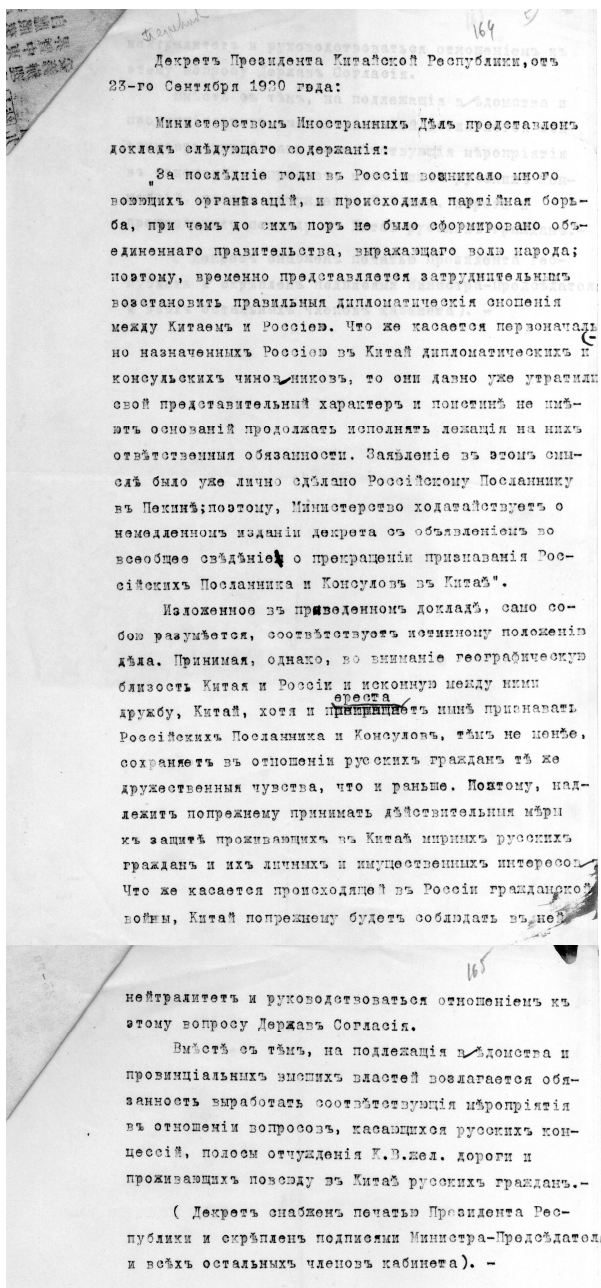 164
5)
Декретъ Президента Китайской Республики, отъ
23-го Сентября 1920 года:
Министерствомъ Иностранныхъ Дѣлъ представленъ
докладъ слѣдующаго содержанія:
"За послѣдніе годы въ Россіи возникало много
воюющихъ организацій, и происходила партійная борь-
ба, при чемъ до сихъ поръ не было сформировано объ-
единеннаго правительства, выражающаго волю народа;
поэтому, временно представляется затруднительнымъ
возстановить правильныя дипломатическія сношенія
между Китаемъ и Россіею. Что же касается первоначаль-
но назначенныхъ Россіею въ Китай дипломатическихъ и
консульскихъ чиновниковъ, то они давно уже утратили
свой представительный характеръ и поистинѣ не имѣ-
ютъ основаній продолжать исполнять лежащія на нихъ
отвѣтственныя обязанности. Заявленіе въ этомъ смы-
слѣ было уже лично сдѣлано Россійскому Посланнику
въ Пекинѣ;поэтому, Министерство ходатайствуетъ о
немедленномъ изданіи декрета съ объявленіемъ во
всеобщее свѣдѣніе о прекращеніи признаванія Рос-
сійскихъ Посланника и Консуловъ въ Китаѣ".
Изложенное въ приведенномъ докладѣ, само со-
бою разумѣется, соотвѣтствуетъ истинному положенію
дѣла. Принимая, однако, во вниманіе географическую
близость Китая и Россіи и исконную между ними
ереста
дружбу, Китай, хотя и прекращаетъ нынѣ признавать
Россійскихъ Посланника и Консуловъ, тѣмъ не менѣе,
сохраняетъ въ отношеніи русскихъ гражданъ тѣ же
дружественныя чувства, что и раньше. Поэтому, над-
лежитъ попрежнему принимать дѣйствительныя мѣры
къ защитѣ проживающихъ въ Китаѣ мирныхъ русскихъ
гражданъ и ихъ личныхъ и имущественныхъ интересов
Что же касается происходящей въ Россіи гражданской
войны, Китай попрежнему будетъ соблюдать въ ней
165
нейтралитетъ и руководствоваться отношеніемъ къ
этому вопросу Державъ Согласія.
Вмѣстѣ съ тѣмъ, на подлежащія вѣдомства и
провинціальныхъ высшихъ властей возлагается обя-
занность выработать соотвѣтствующія мѣропріятія
въ отношеніи вопросовъ, касающихся русскихъ кон-
цессій, полосы отчужденія К.В.жел. дороги и
проживающихъ повсюду въ Китаѣ русскихъ гражданъ.-
( Декретъ снабженъ печатью Президента Рес-
публики и скрѣпленъ подписями Министра-Предсѣдател
и всѣхъ остальныхъ членовъ кабинета). -